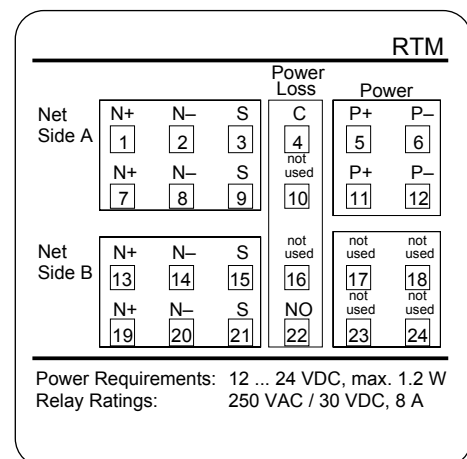 RTM
Power
Loss Power
Net Side A N+ N– S C P+ P–
1 2 3 4 5 6
not used
N+ N– S P+ P–
7 8 9 10 11 12
Net Side B N+ N– S not used not used not used
13 14 15 16 17 18
not used not used
N+ N– S NO
19 20 21 22 23 24
Power Requirements: 12 ... 24 VDC, max. 1.2 W
Relay Ratings: 250 VAC / 30 VDC, 8 A